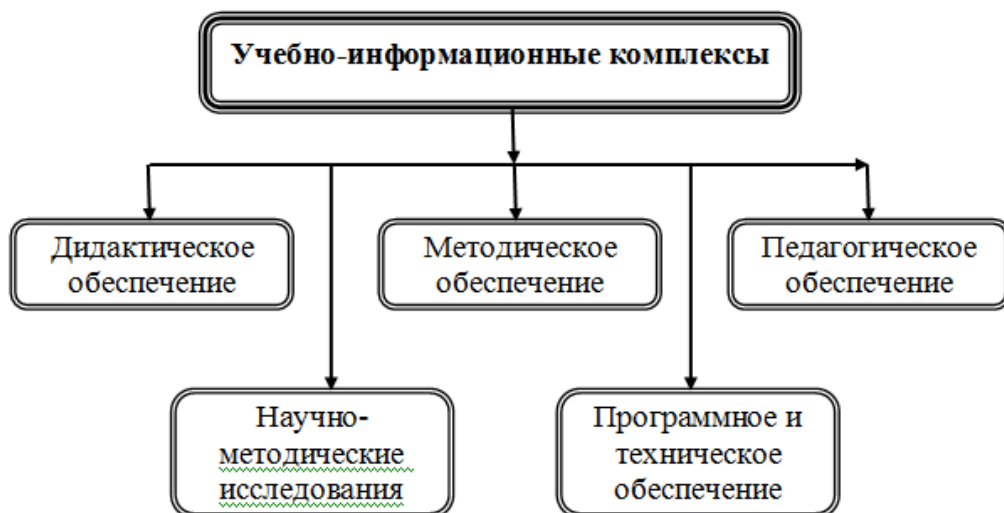 Учебно-информационные комплексы
Дидактическое
обеспечение
Методическое
обеспечение
Педагогическое
обеспечение
Научно-
методические
исследования
Программное и
техническое
обеспечение